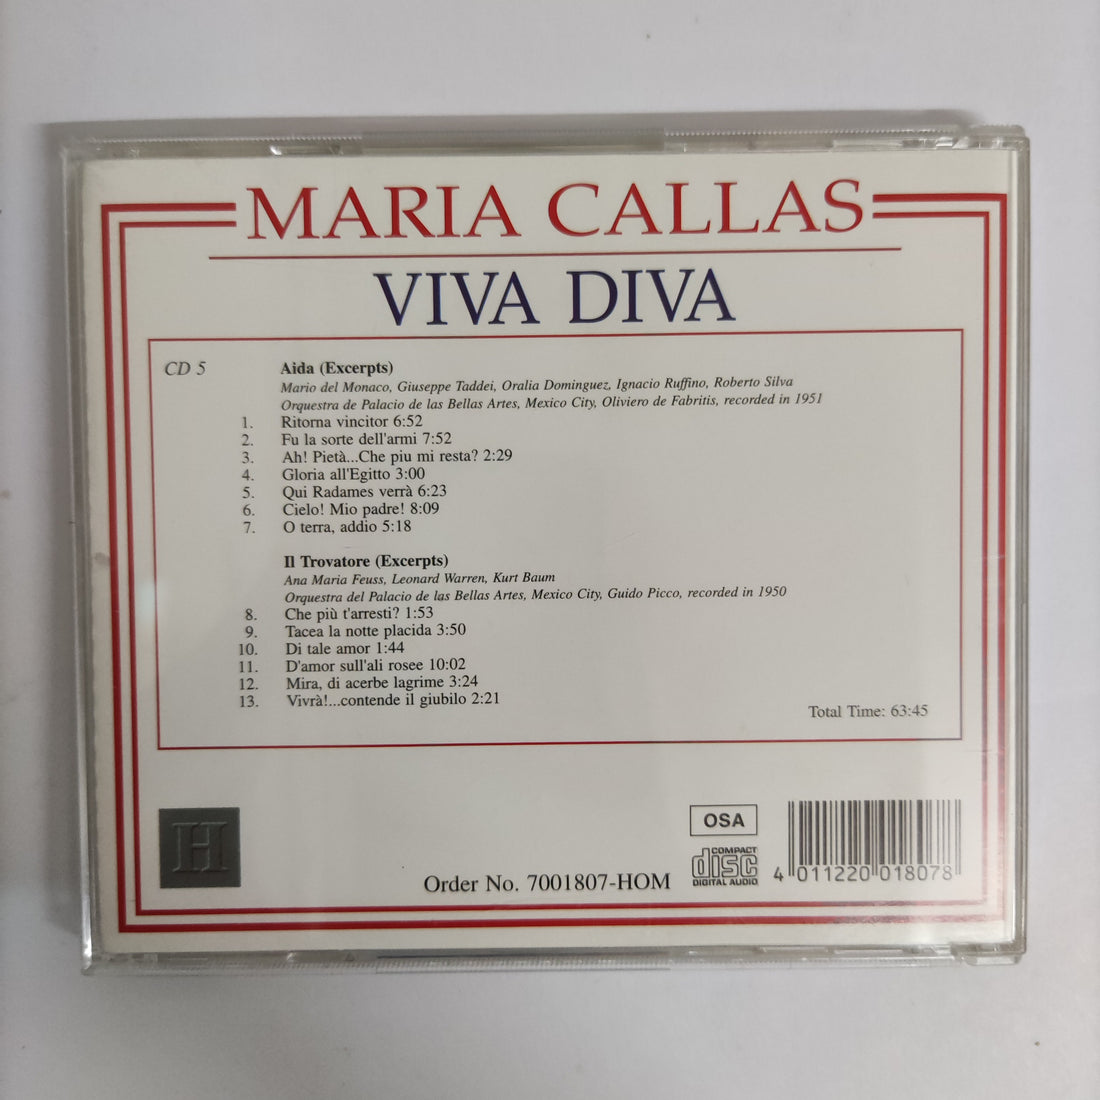 MARIA CALLAS
VIVA DIVA
CD 5
Aida (Excerpts)
Mario del Monaco, Giuseppe Taddei, Oralia Dominguez, Ignacio Ruffino, Roberto Silva
Orquestra de Palacio de las Bellas Artes, Mexico City, Oliviero de Fabritis, recorded in 1951
1. Ritorna vincitor 6:52
2. Fu la sorte dell'armi 7:52
3. Ah! Pietà...Che piu mi resta? 2:29
4. Gloria all'Egitto 3:00
5. Qui Radames verrà 6:23
6. Cielo! Mio padre! 8:09
7. O terra, addio 5:18
Il Trovatore (Excerpts)
Ana Maria Feuss, Leonard Warren, Kurt Baum
Orquestra del Palacio de las Bellas Artes, Mexico City, Guido Picco, recorded in 1950
8. Che più t'arresti? 1:53
9. Tacea la notte placida 3:50
10. Di tale amor 1:44
11. D'amor sull'ali rosee 10:02
12. Mira, di acerbe lagrime 3:24
13. Vivrà!...contende il giubilo 2:21
Total Time: 63:45
H
Order No. 7001807-HOM
OSA
COMPACT
disc
DIGITAL AUDIO
4 011220 018078